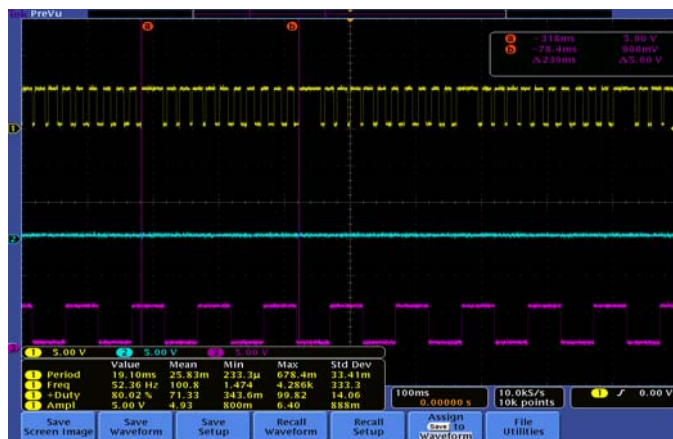 Tek PreVu
a
b
a -318ms 5.90 V
b -78.4ms 900mV
Δ239ms Δ5.00 V
1
2
3
1 5.00 V 2 5.00 V 3 5.00 V
Value Mean Min Max Std Dev
1 Period 19.10ms 25.83m 233.3µ 678.4m 33.41m
1 Freq 52.36 Hz 100.8 1.474 4.286k 333.3
1 +Duty 80.02 % 71.33 343.6m 99.82 14.06
1 Ampl 5.00 V 4.93 800m 6.40 888m
100ms
0.00000 s
10.0kS/s
10k points
1 0.00 V
Save Screen Image
Save Waveform
Save Setup
Recall Waveform
Recall Setup
Assign Save to Waveform
File Utilities